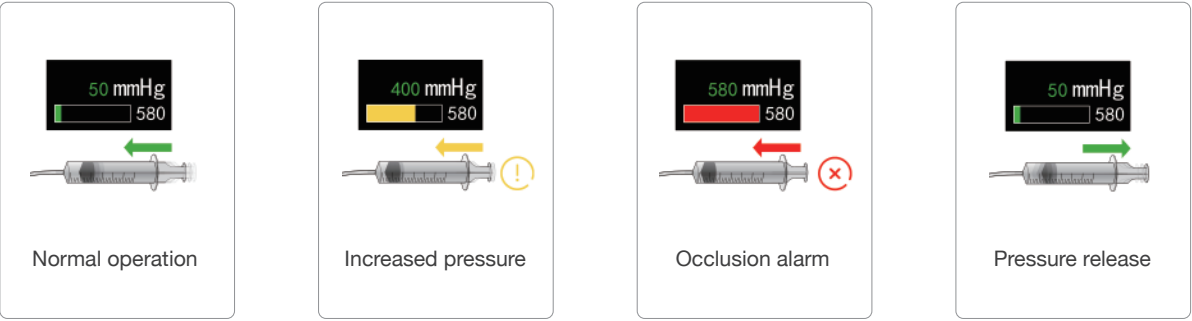 50 mmHg
580
Normal operation
400 mmHg
580
!
Increased pressure
580 mmHg
580
Occlusion alarm
50 mmHg
580
Pressure release